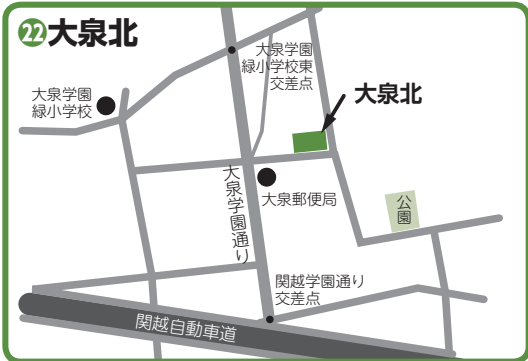 ㉒大泉北
大泉学園
緑小学校東
交差点
大泉学園
緑小学校
大泉北
大泉学園通り
大泉郵便局
公園
関越学園通り
交差点
関越自動車道